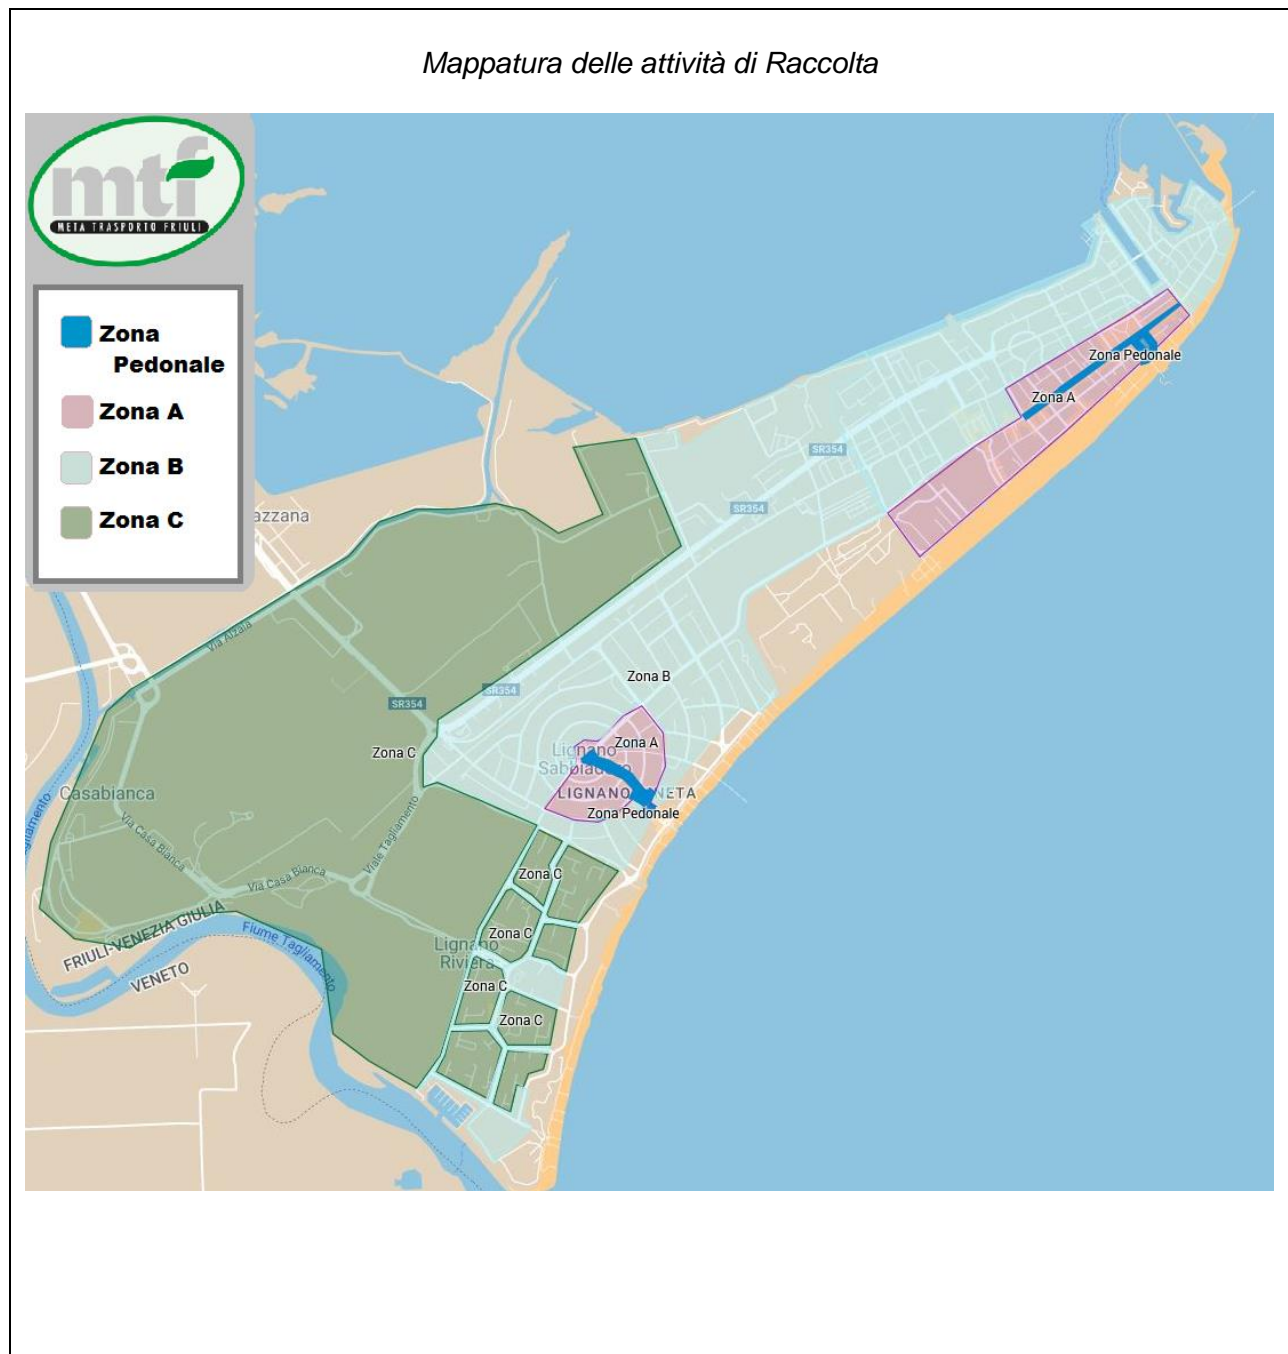 Mappatura delle attività di Raccolta
mtf
META TRASPORTO FRIULI
Zona
Pedonale
Zona A
Zona B
Zona C
azzana
SR354
Zona Pedonale
Zona A
SR354
Via Alzaia
Zona B
SR354
SR354
Zona A
Zona C
Lignano
Sabbiadoro
Casabianca
LIGNANO
NETA
Zona Pedonale
Via Casa Bianca
Viale Tagliamento
Via Casa Bianca
Zona C
FRIULI-VENEZIA GIULIA
VENETO
Fiume Tagliamento
Zona C
Lignano
Riviera
Zona C
Zona C